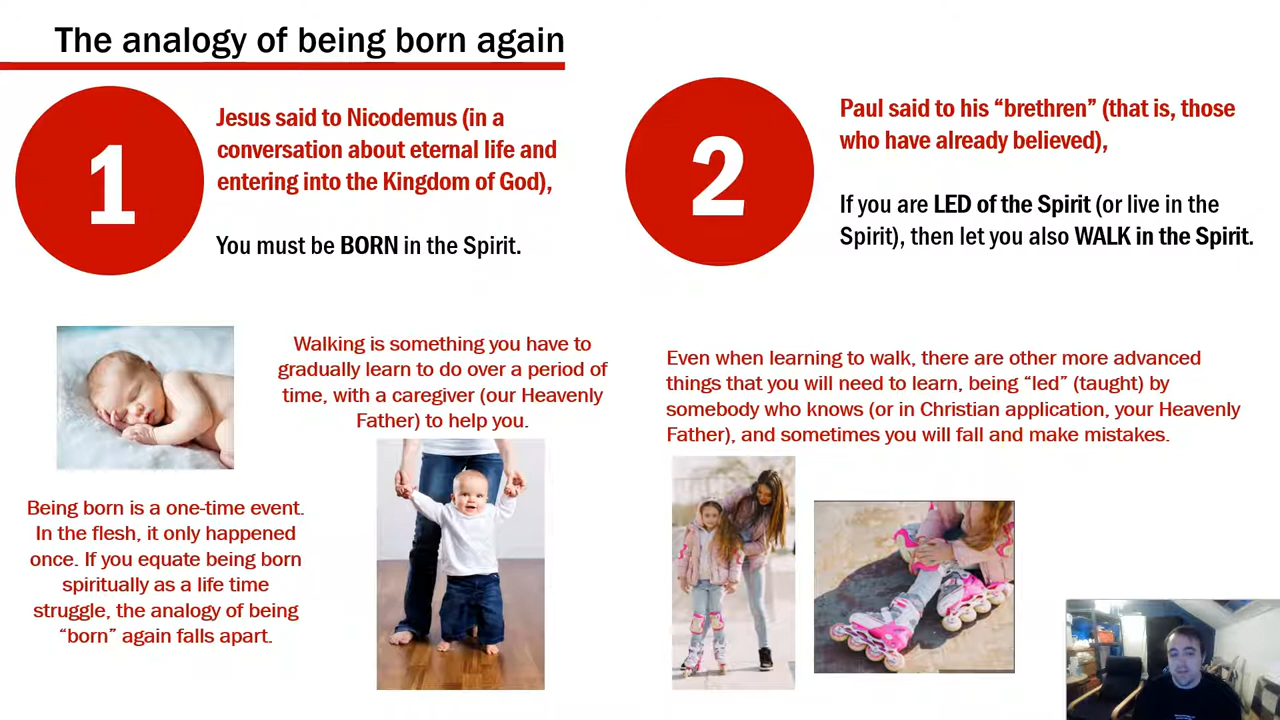 The analogy of being born again
1
Jesus said to Nicodemus (in a
conversation about eternal life and
entering into the Kingdom of God),
You must be BORN in the Spirit.
2
Paul said to his “brethren” (that is, those
who have already believed),
If you are LED of the Spirit (or live in the
Spirit), then let you also WALK in the Spirit.
Being born is a one-time event.
In the flesh, it only happened
once. If you equate being born
spiritually as a life time
struggle, the analogy of being
“born” again falls apart.
Walking is something you have to
gradually learn to do over a period of
time, with a caregiver (our Heavenly
Father) to help you.
Even when learning to walk, there are other more advanced
things that you will need to learn, being “led” (taught) by
somebody who knows (or in Christian application, your Heavenly
Father), and sometimes you will fall and make mistakes.